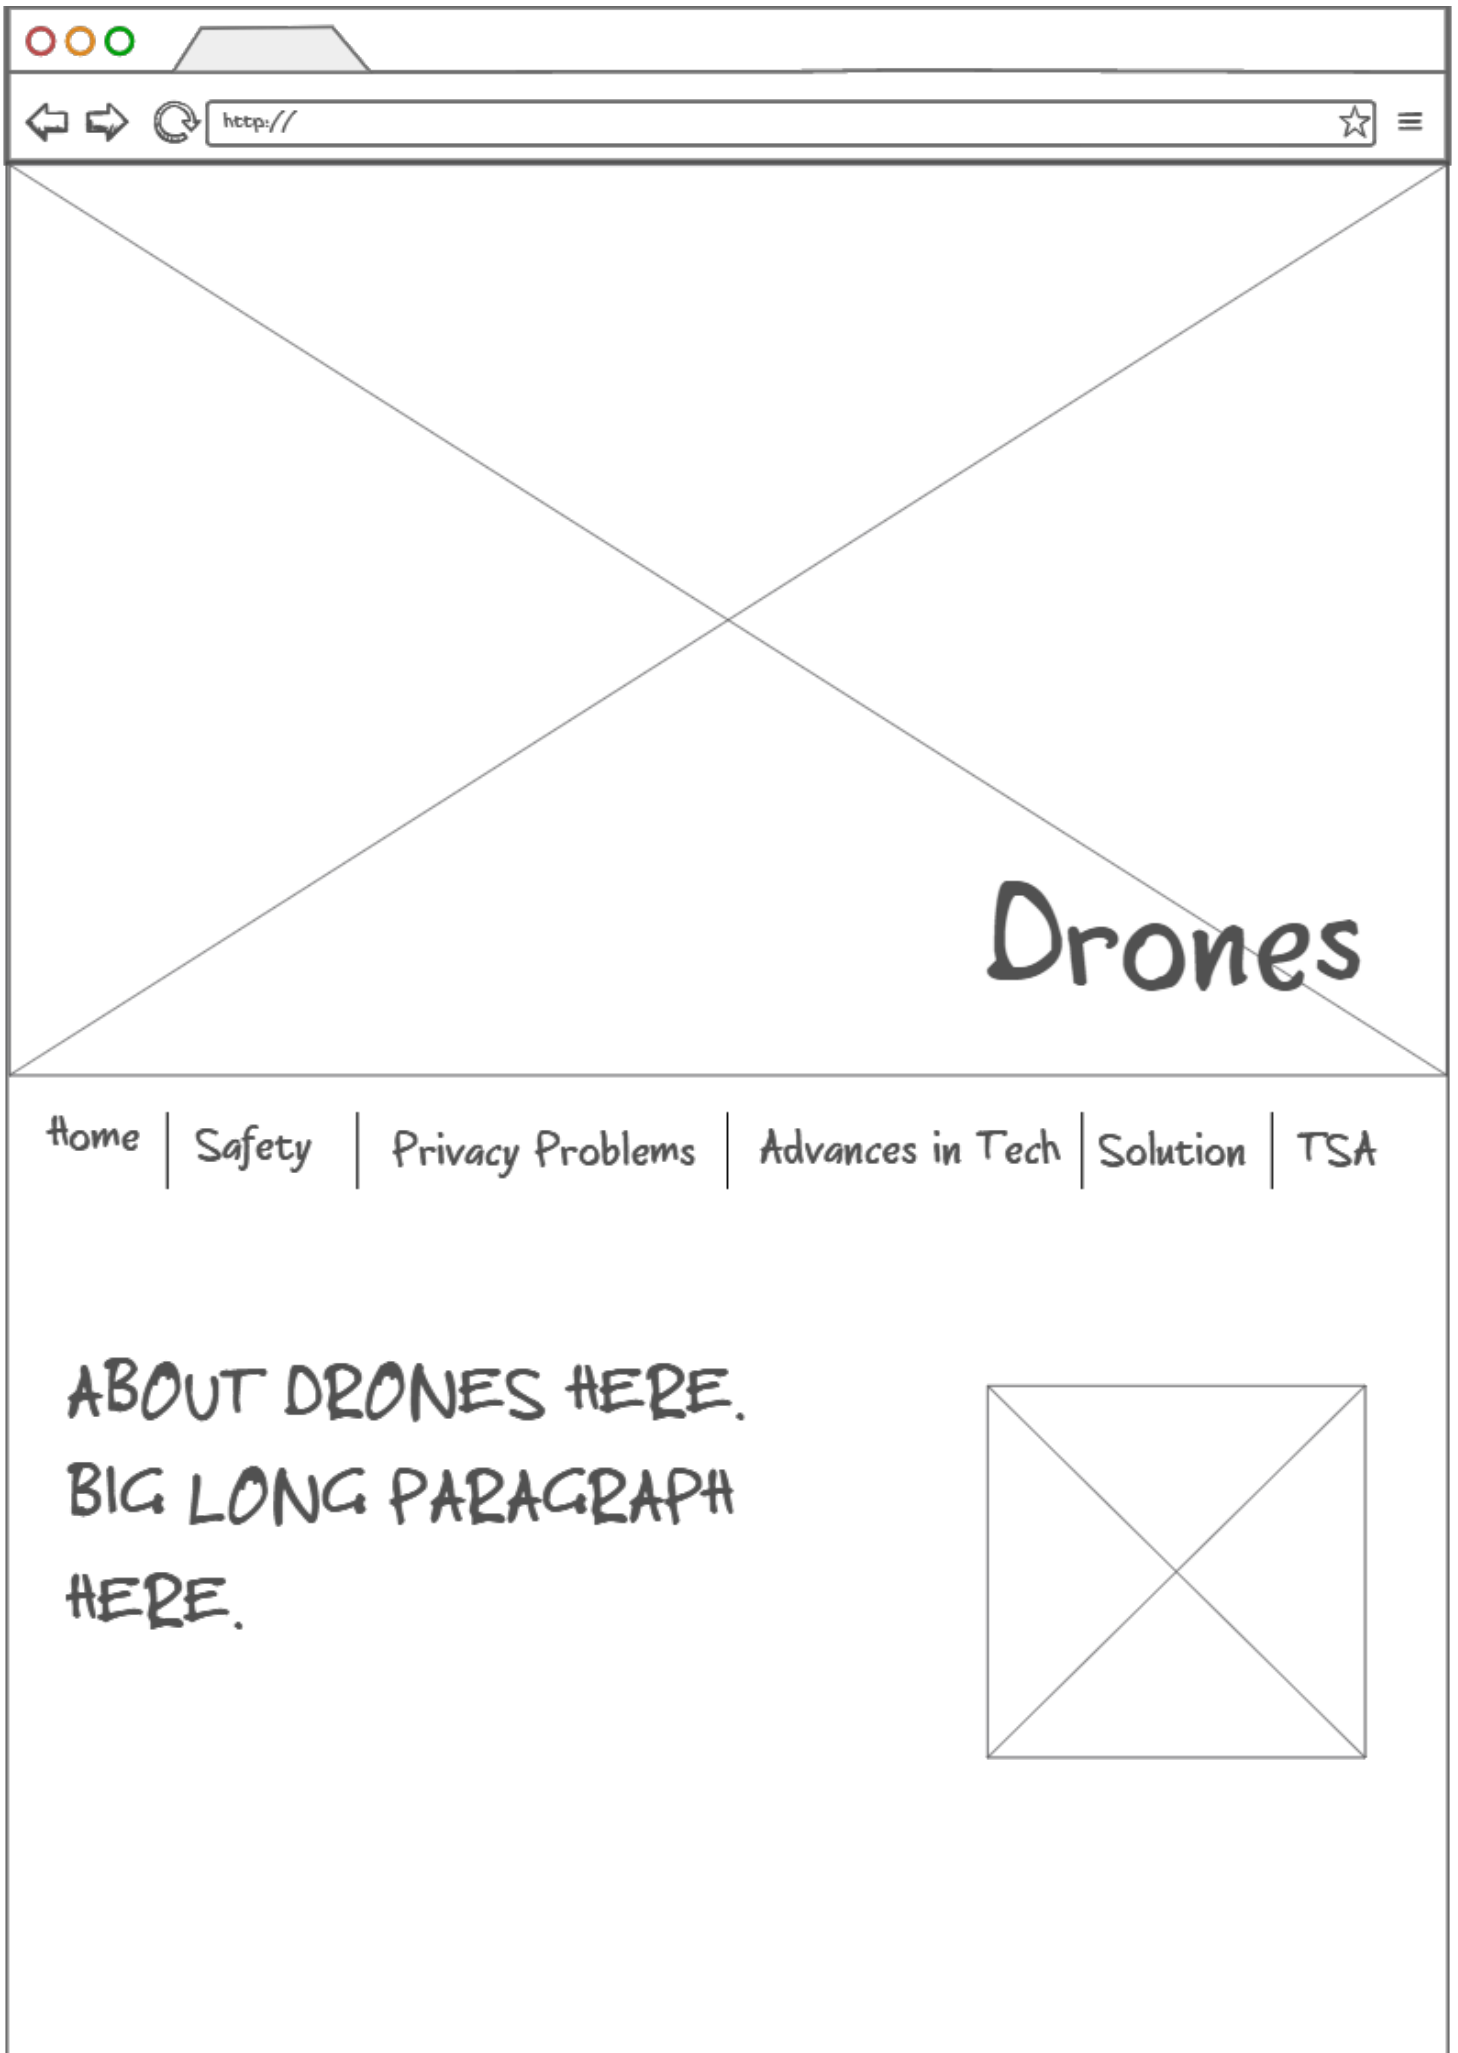 http://
Drones
Home Safety Privacy Problems Advances in Tech Solution TSA
ABOUT DRONES HERE.
BIG LONG PARAGRAPH
HERE.